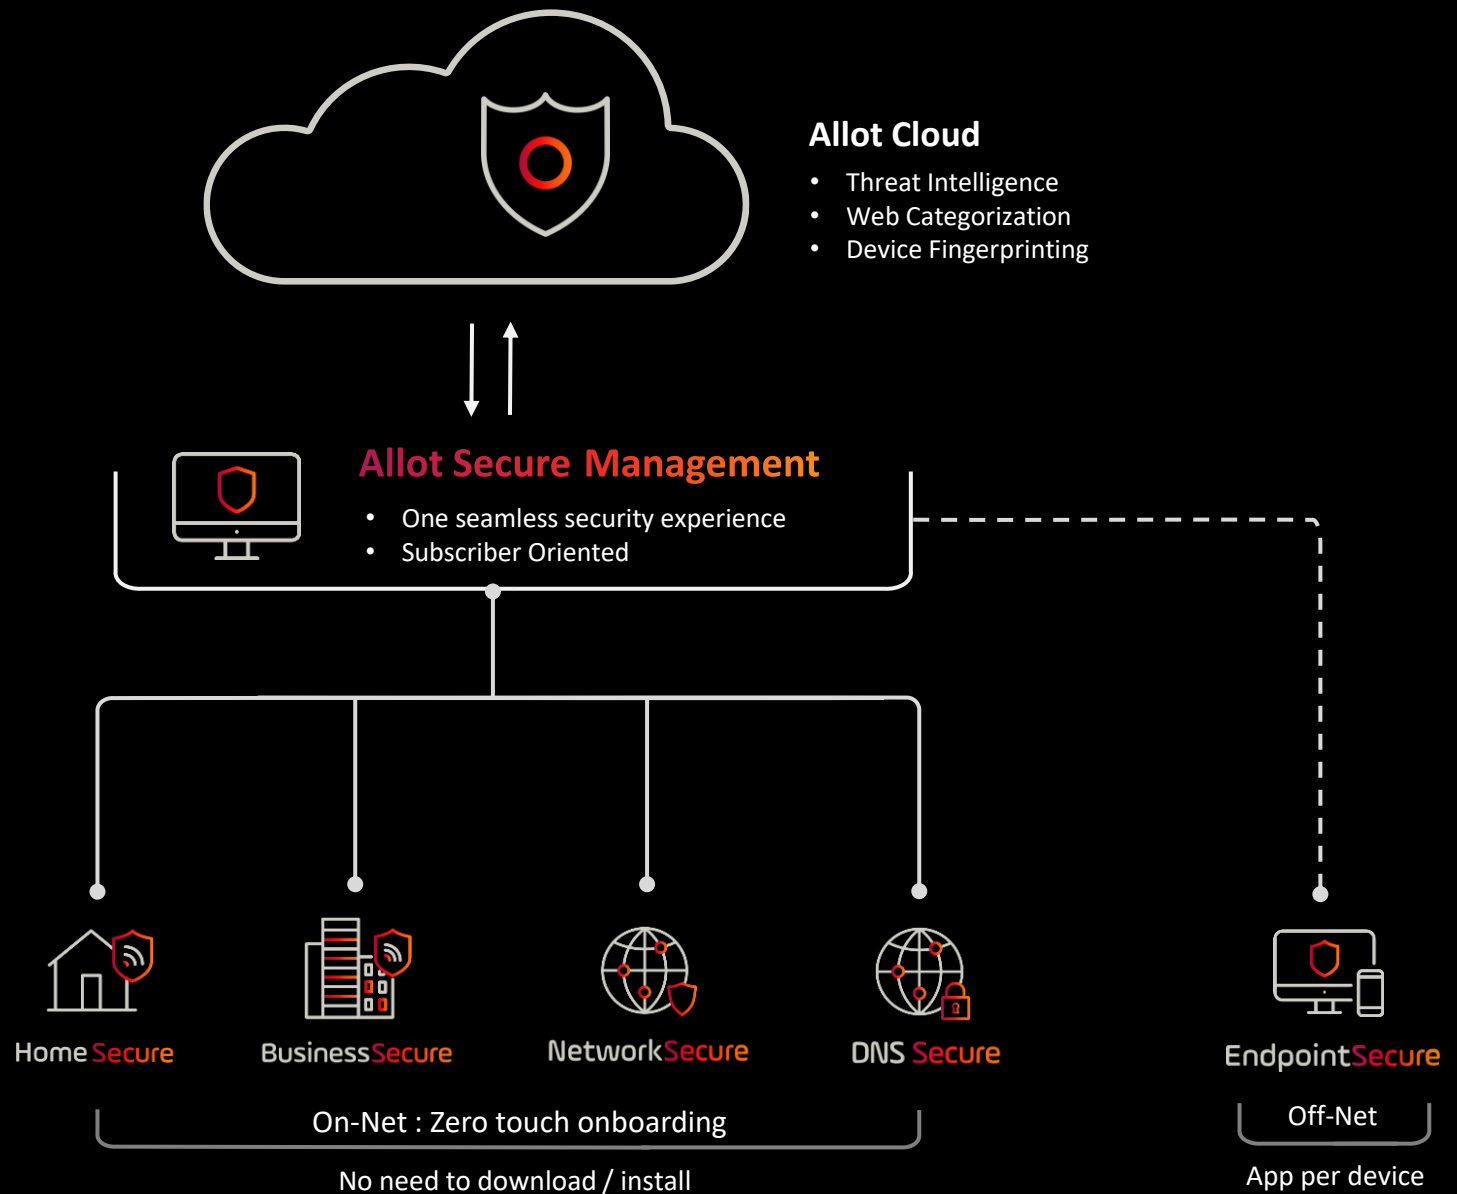 Allot Cloud
• Threat Intelligence
• Web Categorization
• Device Fingerprinting
Allot Secure Management
• One seamless security experience
• Subscriber Oriented
HomeSecure
BusinessSecure
NetworkSecure
DNS Secure
EndpointSecure
On-Net : Zero touch onboarding
Off-Net
No need to download / install
App per device